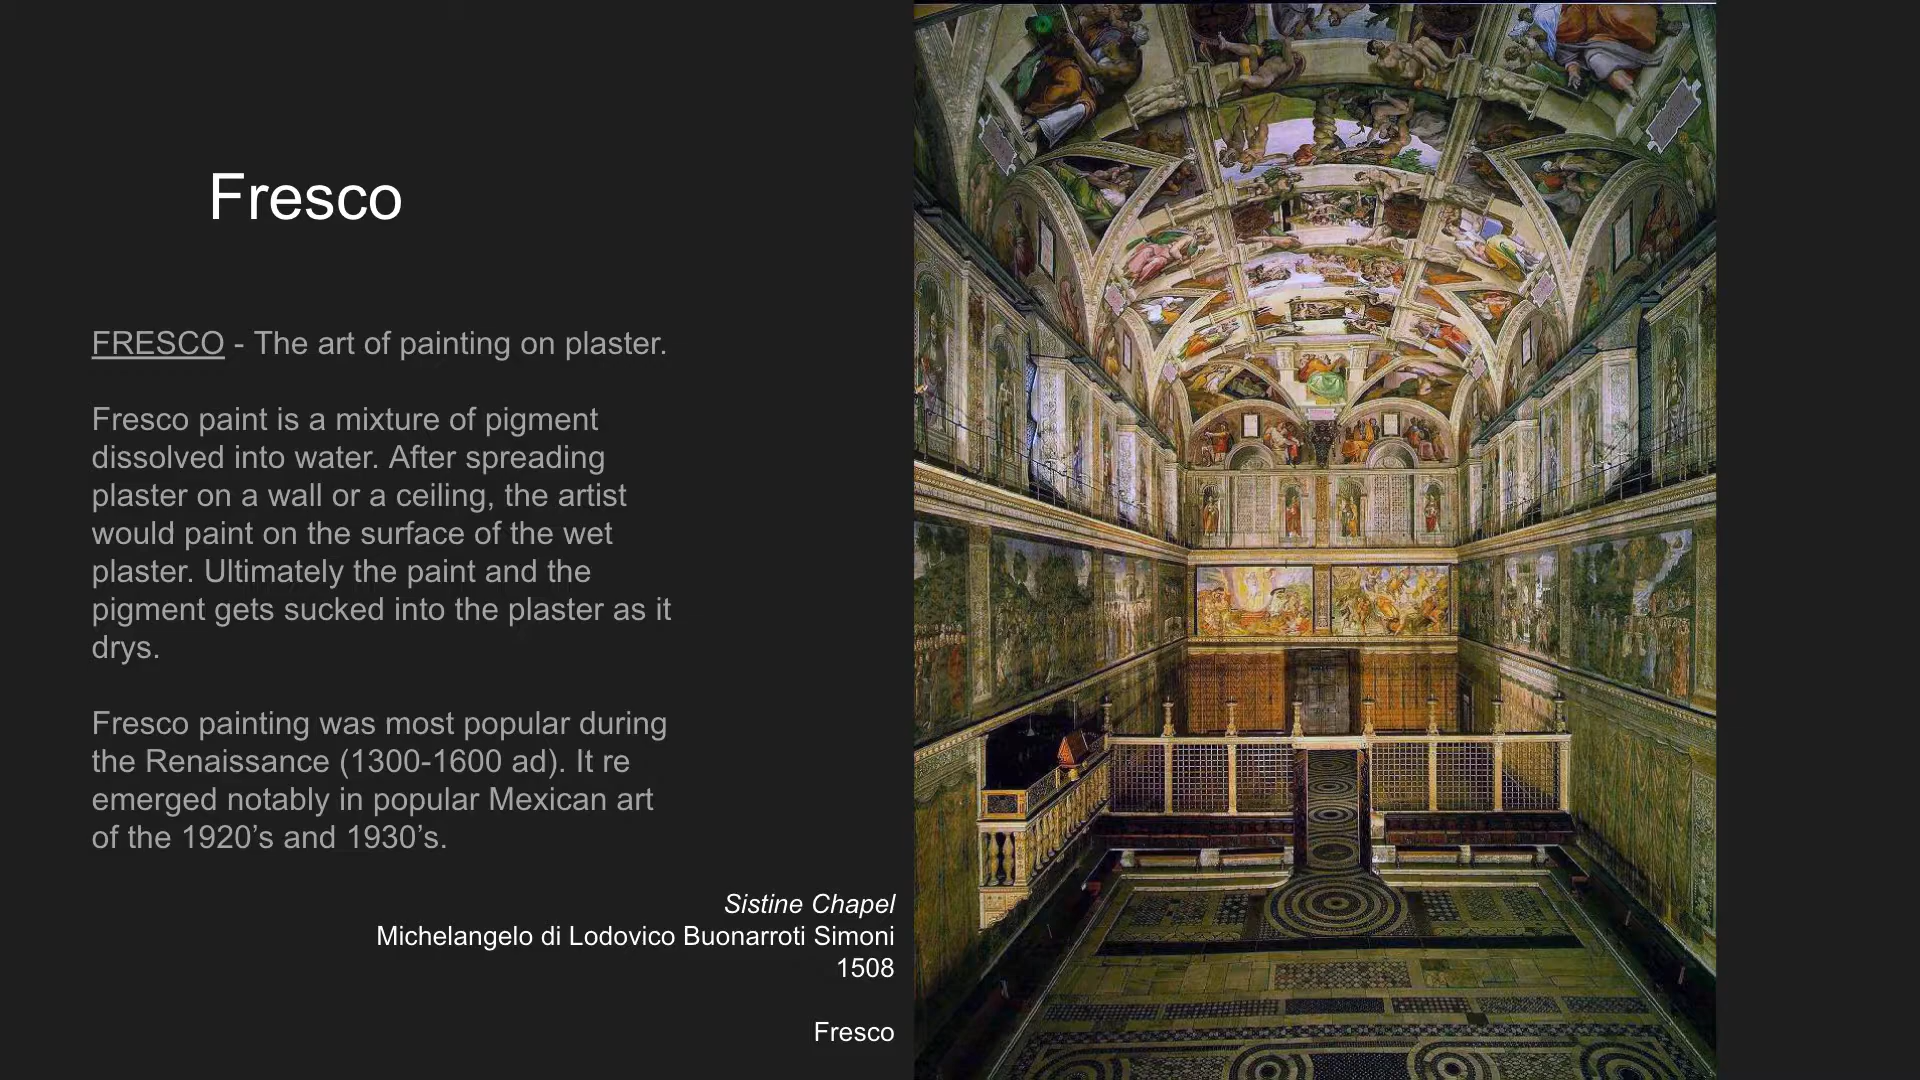 Fresco
FRESCO - The art of painting on plaster.
Fresco paint is a mixture of pigment
dissolved into water. After spreading
plaster on a wall or a ceiling, the artist
would paint on the surface of the wet
plaster. Ultimately the paint and the
pigment gets sucked into the plaster as it
drys.
Fresco painting was most popular during
the Renaissance (1300-1600 ad). It re
emerged notably in popular Mexican art
of the 1920’s and 1930’s.
Sistine Chapel
Michelangelo di Lodovico Buonarroti Simoni
1508
Fresco